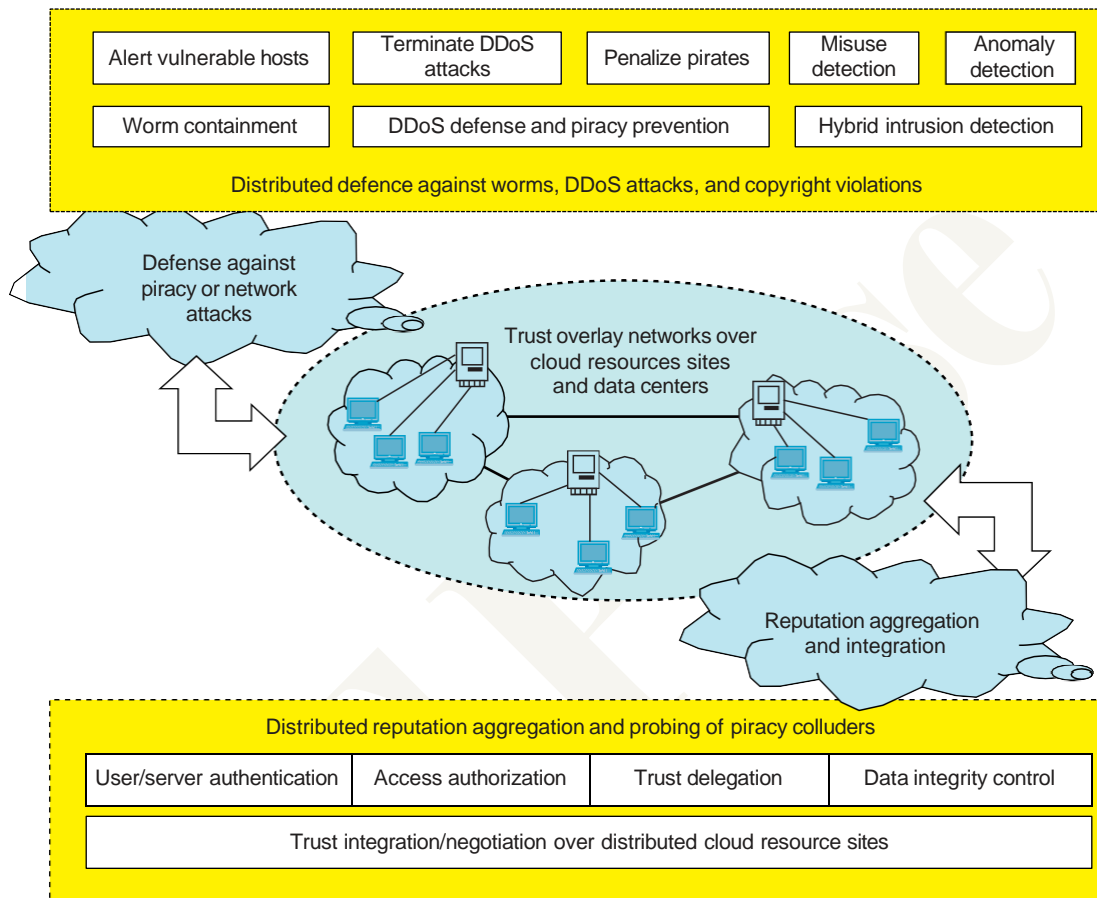 Alert vulnerable hosts
Terminate DDoS
attacks
Penalize pirates
Misuse
detection
Anomaly
detection
Worm containment
DDoS defense and piracy prevention
Hybrid intrusion detection
Distributed defence against worms, DDoS attacks, and copyright violations
Defense against
piracy or network
attacks
Trust overlay networks over
cloud resources sites
and data centers
Reputation aggregation
and integration
Distributed reputation aggregation and probing of piracy colluders
User/server authentication
Access authorization
Trust delegation
Data integrity control
Trust integration/negotiation over distributed cloud resource sites